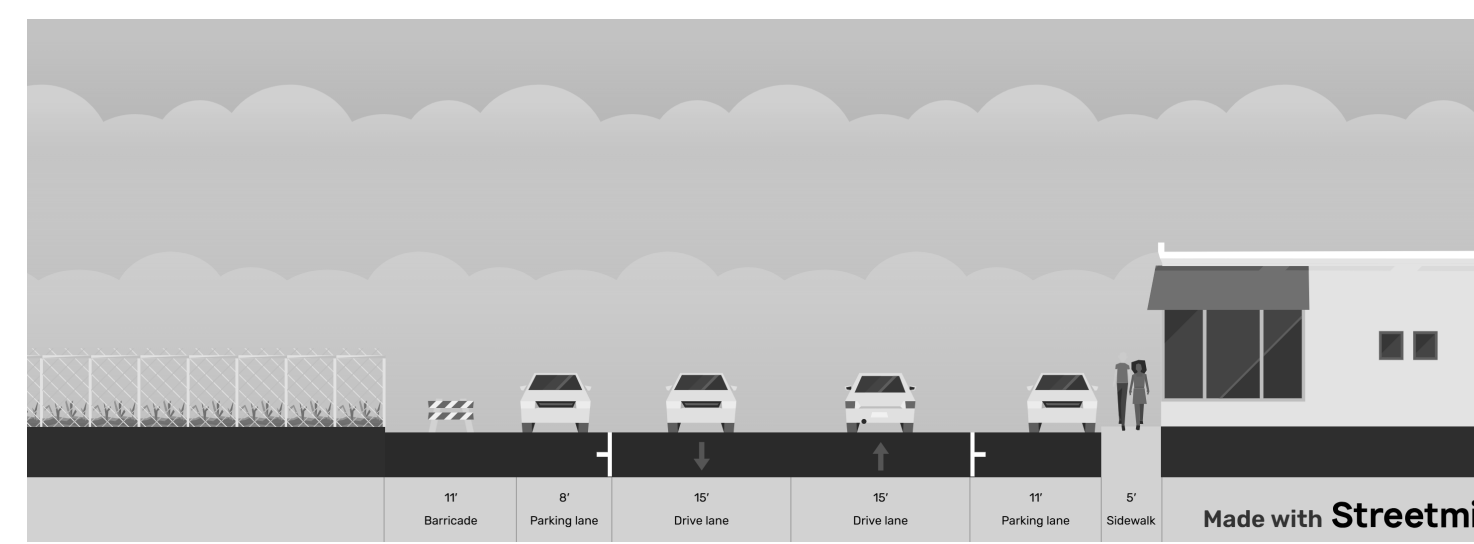 11′ 8′ 15′ 15′ 11′ 5′
Barricade Parking lane Drive lane Drive lane Parking lane Sidewalk
Made with Streetmi